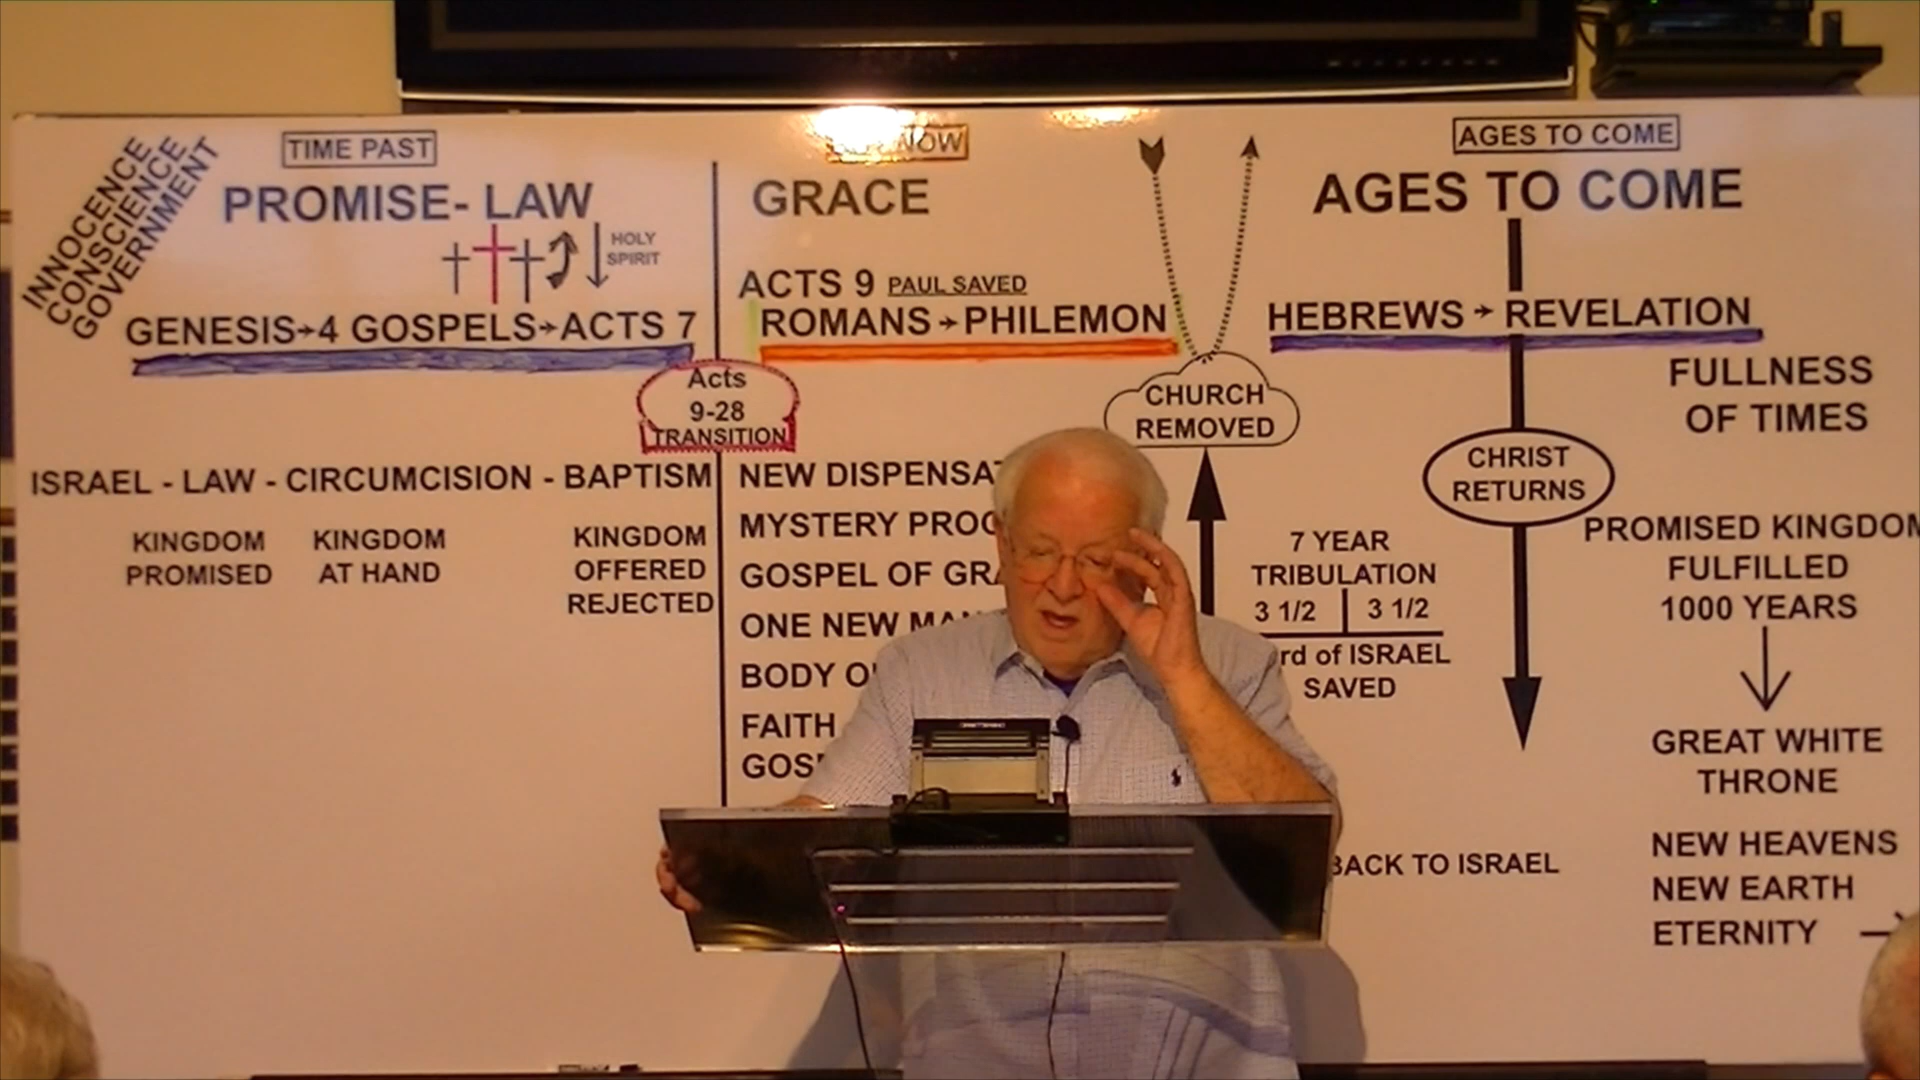 INNOCENCE
CONSCIENCE
GOVERNMENT
TIME PAST
PROMISE- LAW
HOLY
SPIRIT
GENESIS→4 GOSPELS→ACTS 7
ISRAEL - LAW - CIRCUMCISION - BAPTISM
KINGDOM
PROMISED
KINGDOM
AT HAND
KINGDOM
OFFERED
REJECTED
NOW
GRACE
ACTS 9 PAUL SAVED
ROMANS→PHILEMON
Acts
9-28
TRANSITION
NEW DISPENSA
MYSTERY PROG
GOSPEL OF GRA
ONE NEW MAN
BODY O
FAITH
GOSP
CHURCH
REMOVED
AGES TO COME
AGES TO COME
HEBREWS→REVELATION
FULLNESS
OF TIMES
CHRIST
RETURNS
7 YEAR
TRIBULATION
3 1/2 3 1/2
rd of ISRAEL
SAVED
BACK TO ISRAEL
PROMISED KINGDOM
FULFILLED
1000 YEARS
GREAT WHITE
THRONE
NEW HEAVENS
NEW EARTH
ETERNITY